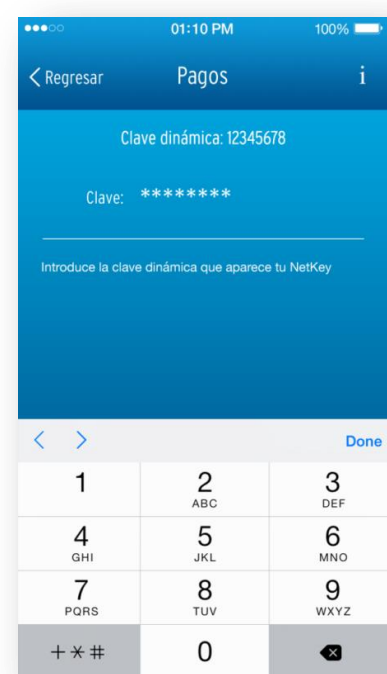 01:10 PM 100%
Regresar Pagos i
Clave dinámica: 12345678
Clave: ********
Introduce la clave dinámica que aparece tu NetKey
Done
1 2 3
ABC DEF
4 5 6
GHI JKL MNO
7 8 9
PQRS TUV WXYZ
+*# 0